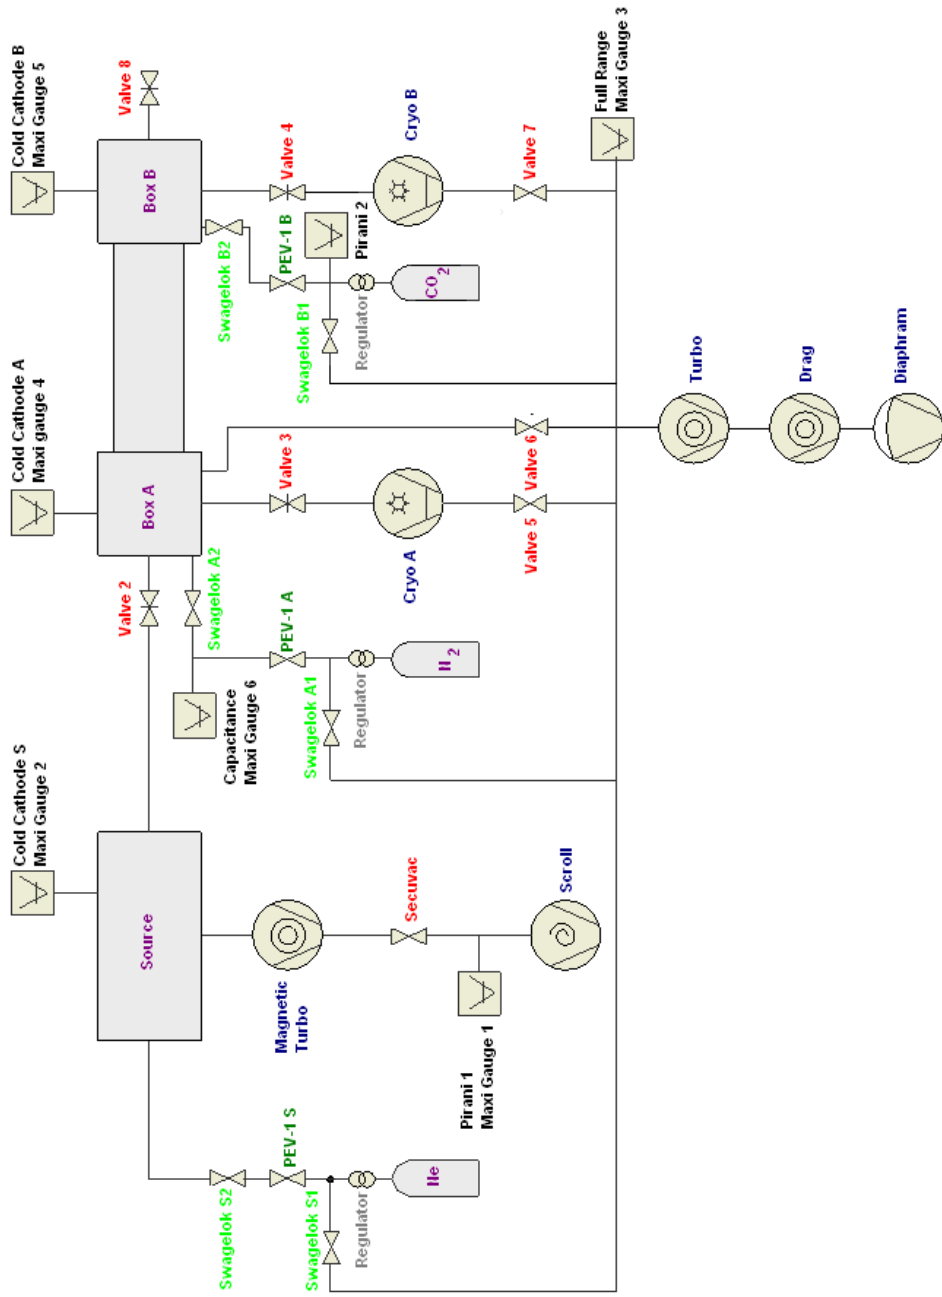 Cold Cathode S
Maxi Gauge 2
Cold Cathode A
Maxi gauge 4
Cold Cathode B
Maxi Gauge 5
Source
Valve 2
Box A
Box B
Valve 8
Swagelok S2
Swagelok A2
Swagelok B2
Capacitance
Maxi Gauge 6
PEV-1 S
Magnetic
Turbo
PEV-1 A
Valve 3
PEV-1 B
Valve 4
Swagelok S1
Swagelok A1
Swagelok B1
Pirani 2
Regulator
Regulator
Regulator
Secuvac
Cryo A
Cryo B
Ne
N2
CO2
Pirani 1
Maxi Gauge 1
Scroll
Valve 5
Valve 6
Valve 7
Full Range
Maxi Gauge 3
Turbo
Drag
Diaphram